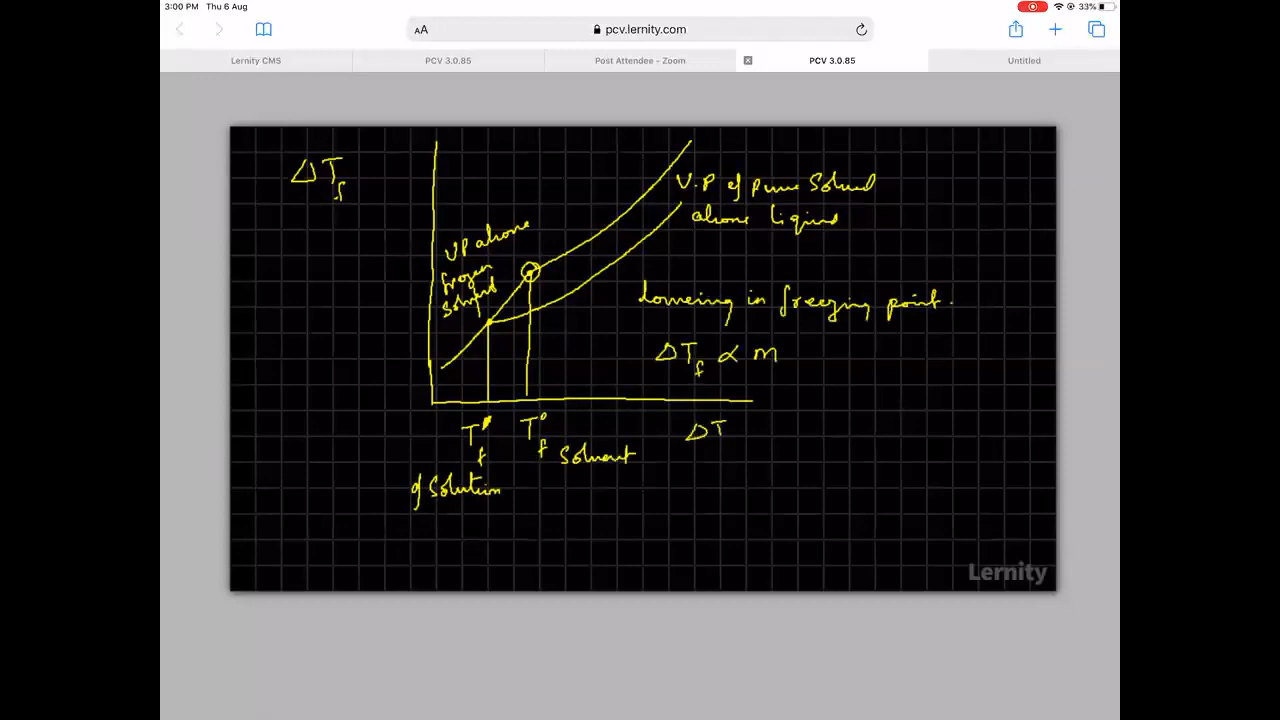 3:00 PM Thu 6 Aug
33%
AA
pcv.lernity.com
Lernity CMS
PCV 3.0.85
Post Attendee - Zoom
PCV 3.0.85
Untitled
ΔTf
V.P of pure Solvent
above liquid
VP above
frozen
Solvent
Lowering in freezing point.
ΔTf ∝ m
Tf
Tf° Solvent
ΔT
of Solution
Lernity